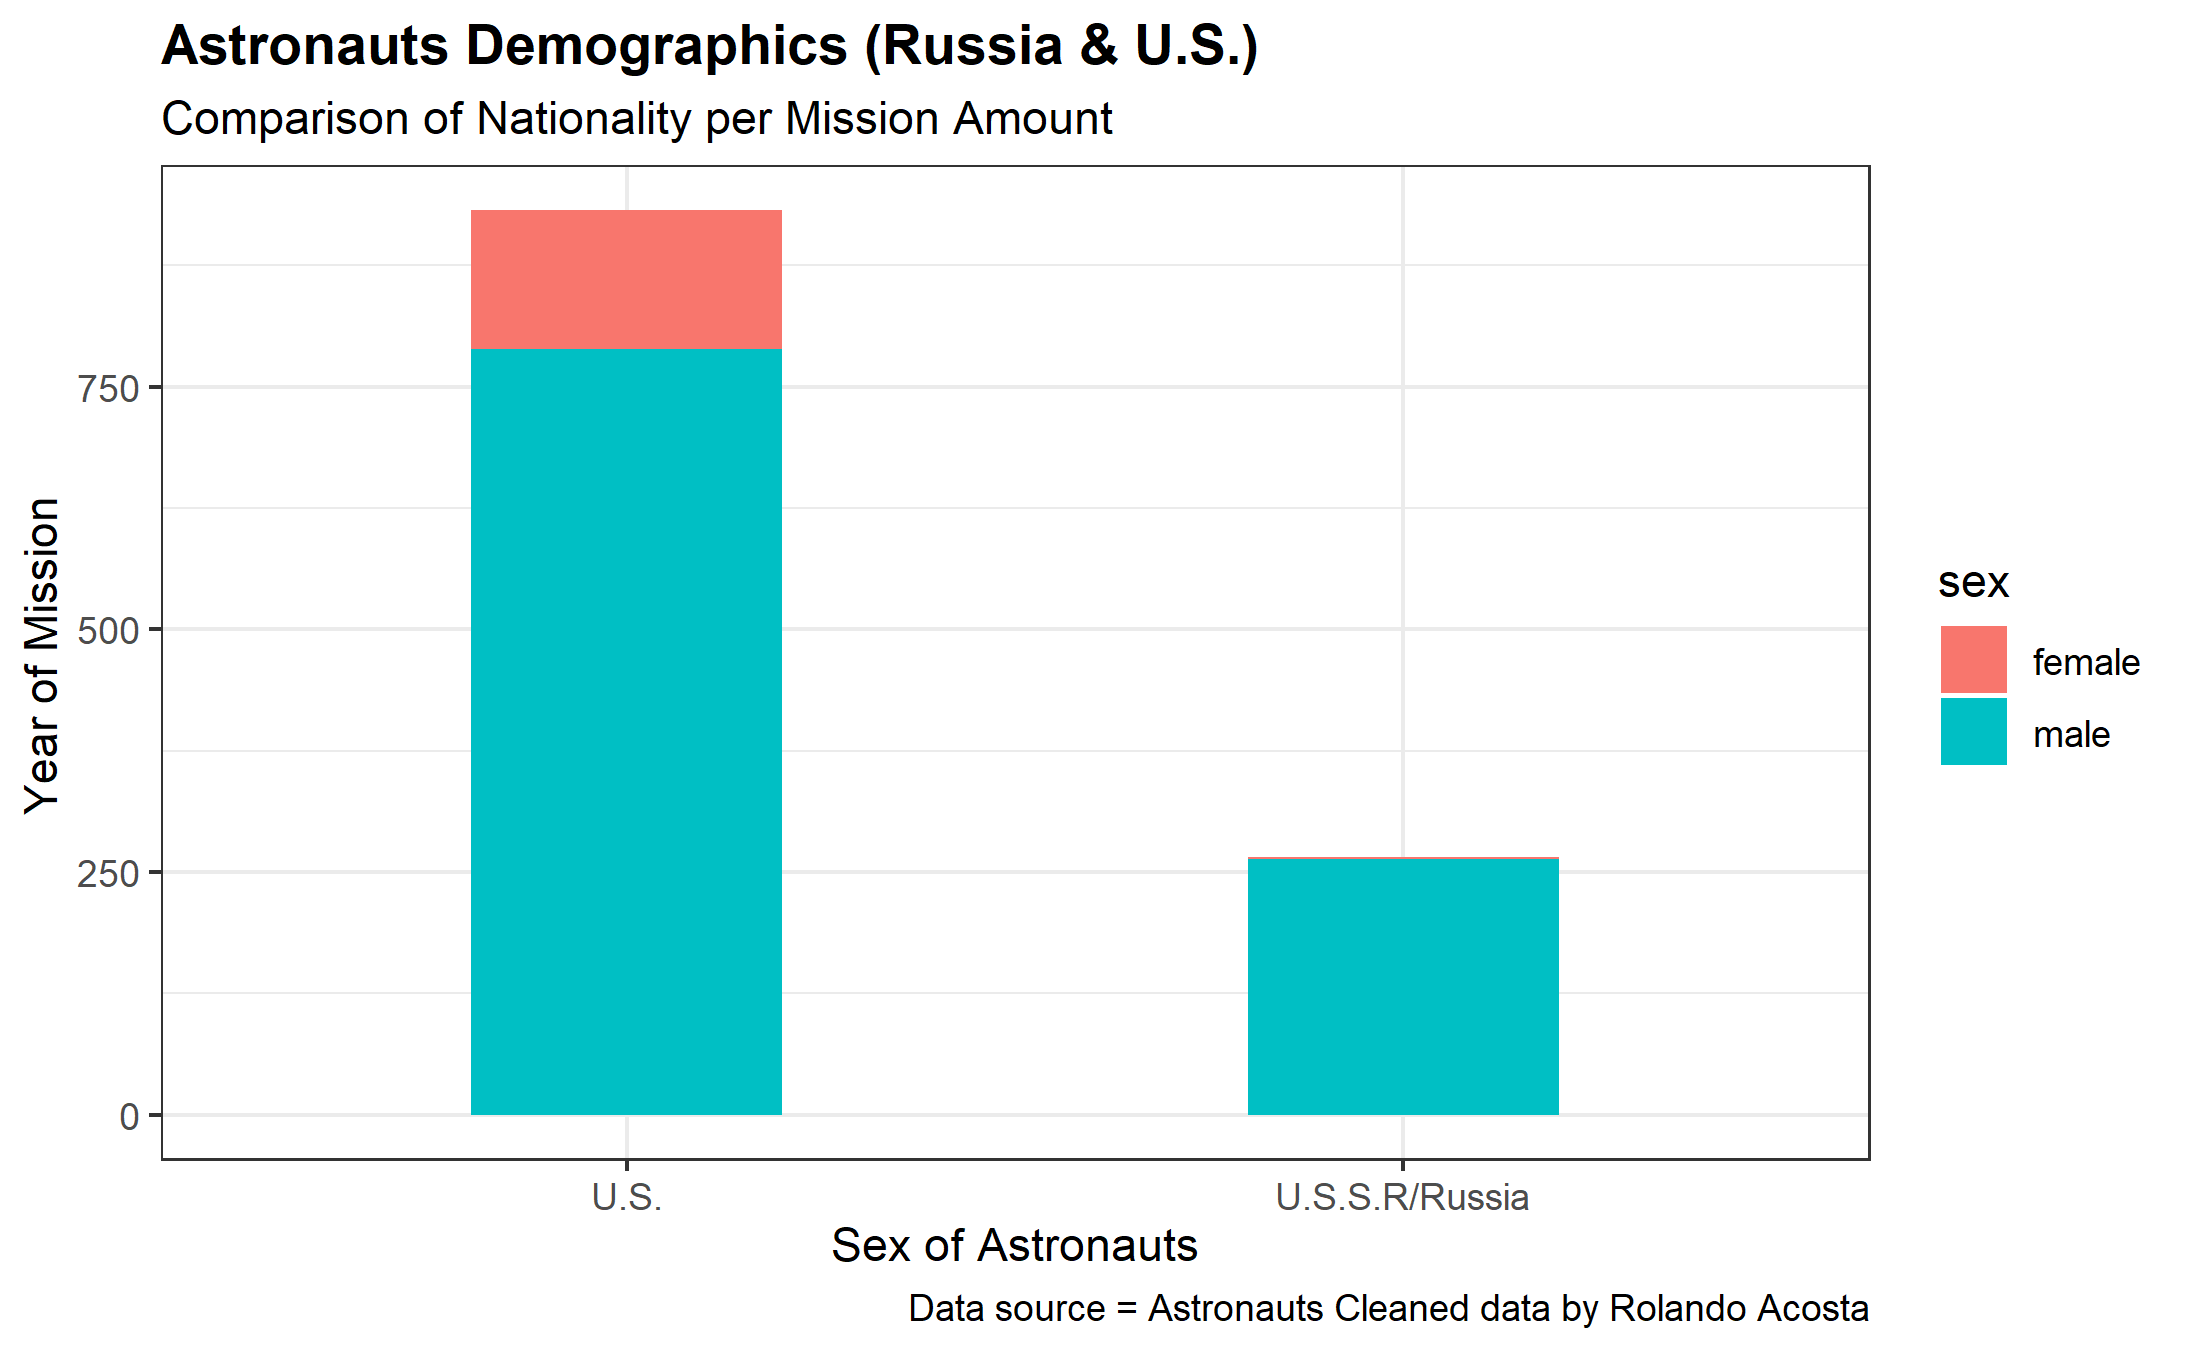 Astronauts Demographics (Russia & U.S.)
Comparison of Nationality per Mission Amount
Year of Mission
750
500
250
0
U.S.
U.S.S.R/Russia
Sex of Astronauts
sex
female
male
Data source = Astronauts Cleaned data by Rolando Acosta